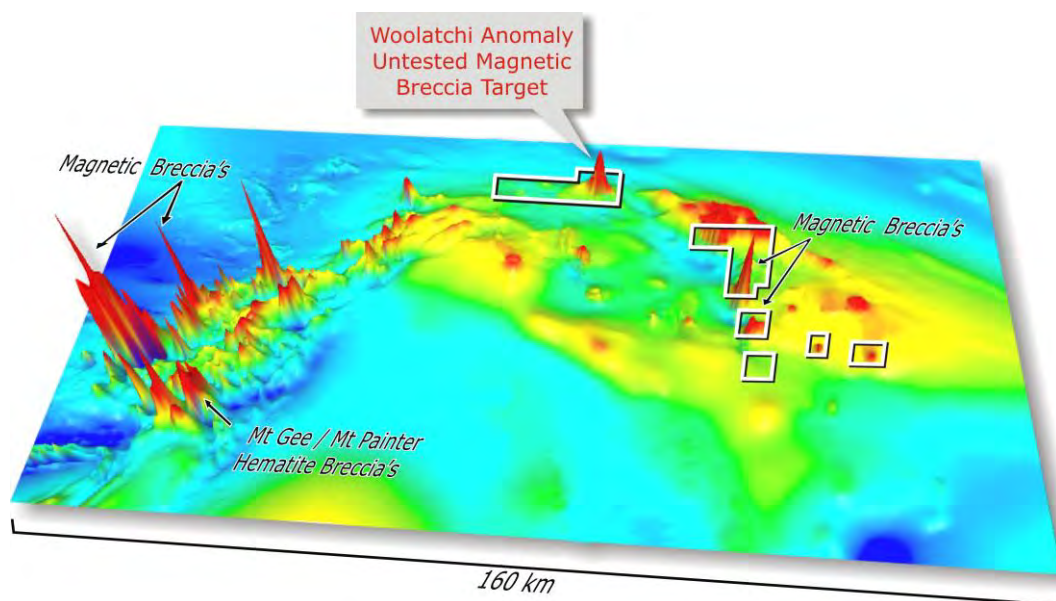 Woolatchi Anomaly
Untested Magnetic
Breccia Target
Magnetic Breccia's
Magnetic Breccia's
Mt Gee / Mt Painter
Hematite Breccia's
160 km